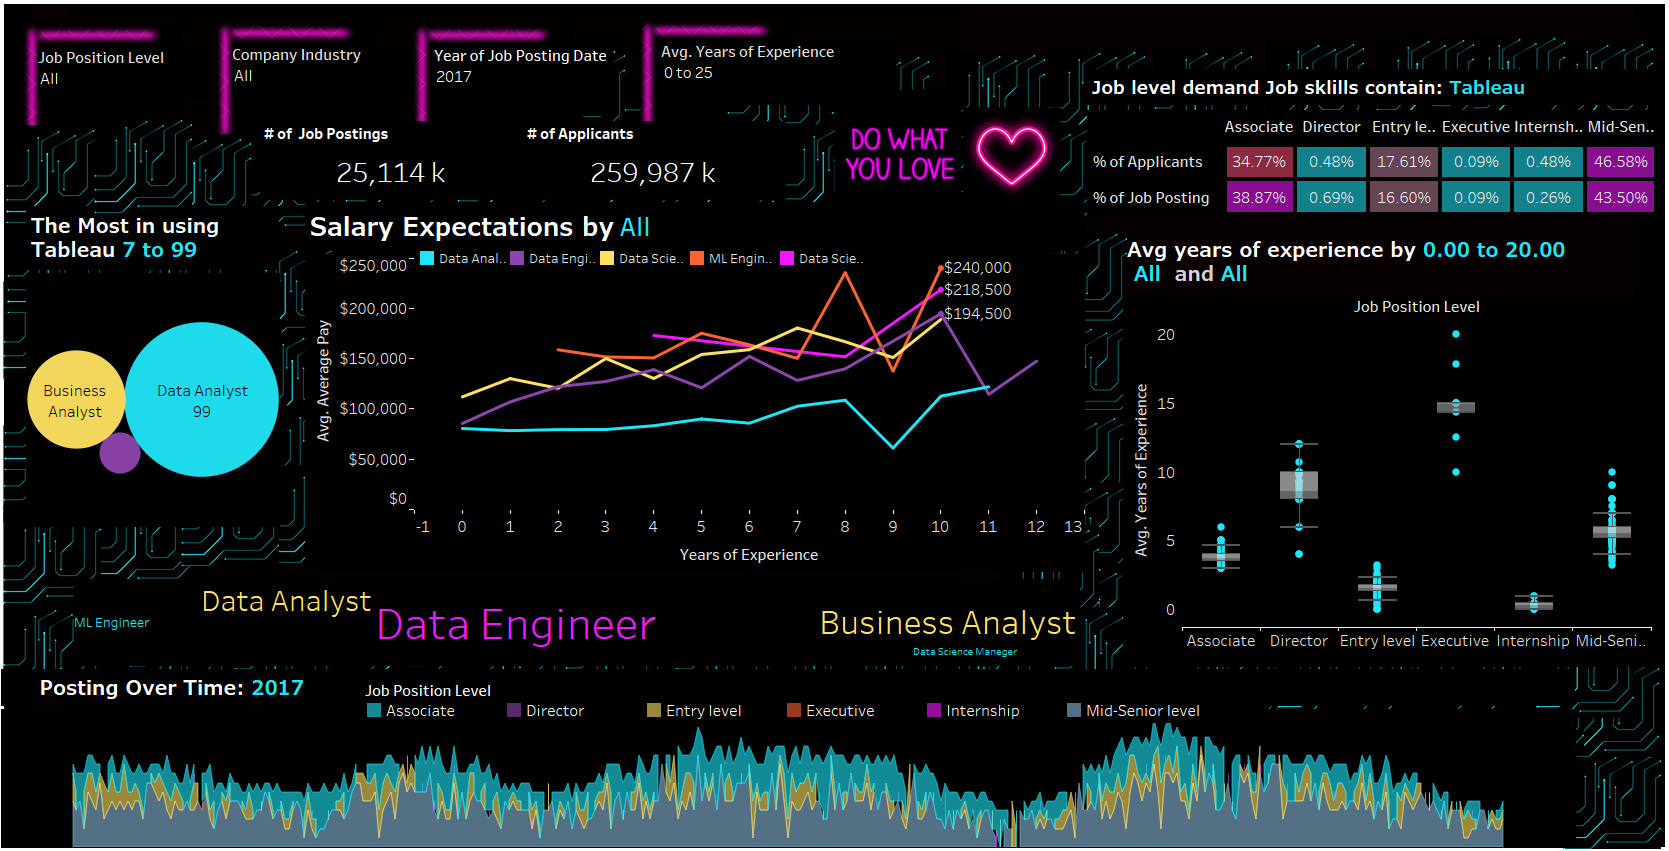 Job Position Level
All
Company Industry
All
Year of Job Posting Date
2017
Avg. Years of Experience
0 to 25
# of Job Postings
25,114 k
# of Applicants
259,987 k
DO WHAT
YOU LOVE
Job level demand Job sklills contain: Tableau
Associate Director Entry le.. Executive Internsh.. Mid-Sen..
% of Applicants 34.77% 0.48% 17.61% 0.09% 0.48% 46.58%
% of Job Posting 38.87% 0.69% 16.60% 0.09% 0.26% 43.50%
The Most in using
Tableau 7 to 99
Business
Analyst
Data Analyst
99
Salary Expectations by All
Data Anal.. Data Engi.. Data Scie.. ML Engin.. Data Scie..
Avg. Average Pay
$250,000
$200,000
$150,000
$100,000
$50,000
$0
$240,000
$218,500
$194,500
-1 0 1 2 3 4 5 6 7 8 9 10 11 12 13
Years of Experience
Avg years of experience by 0.00 to 20.00
All and All
Job Position Level
Avg. Years of Experience
20
15
10
5
0
Associate Director Entry level Executive Internship Mid-Seni..
ML Engineer
Data Analyst
Data Engineer
Business Analyst
Data Science Maneger
Posting Over Time: 2017
Job Position Level
Associate Director Entry level Executive Internship Mid-Senior level